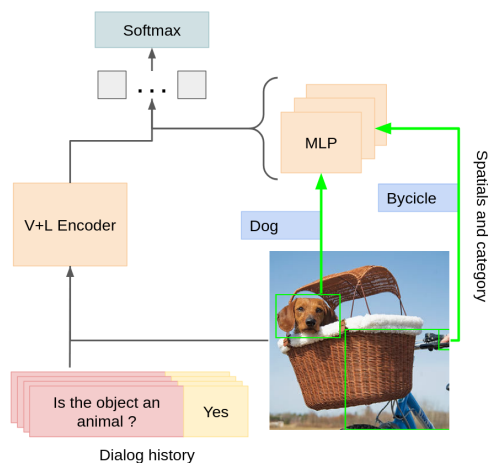 Softmax
. . .
MLP
V+L Encoder
Bycicle
Dog
Spatials and category
Is the object an
animal ?
Yes
Dialog history